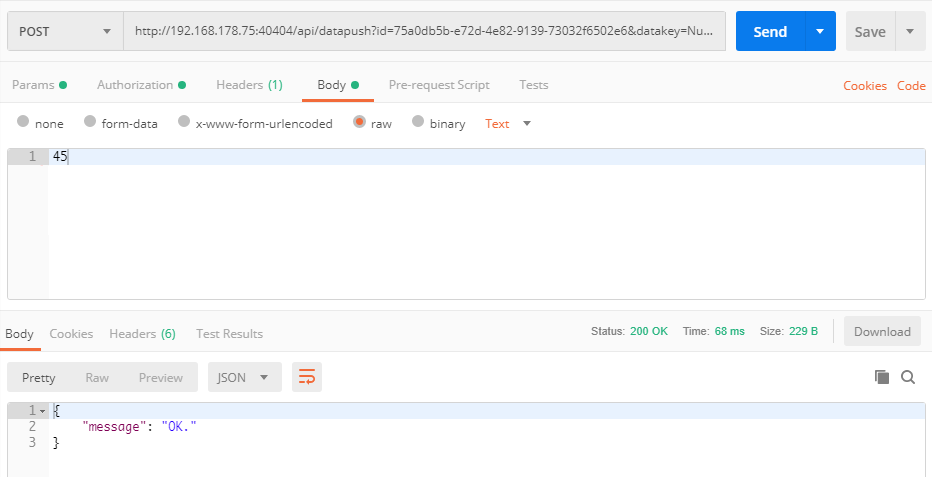 POST http://192.168.178.75:40404/api/datapush?id=75a0db5b-e72d-4e82-9139-73032f6502e6&datakey=Nu... Send Save
Params Authorization Headers (1) Body Pre-request Script Tests Cookies Code
none form-data x-www-form-urlencoded raw binary Text
1 45
Body Cookies Headers (6) Test Results Status: 200 OK Time: 68 ms Size: 229 B Download
Pretty Raw Preview JSON
1 {
2 "message": "OK."
3 }